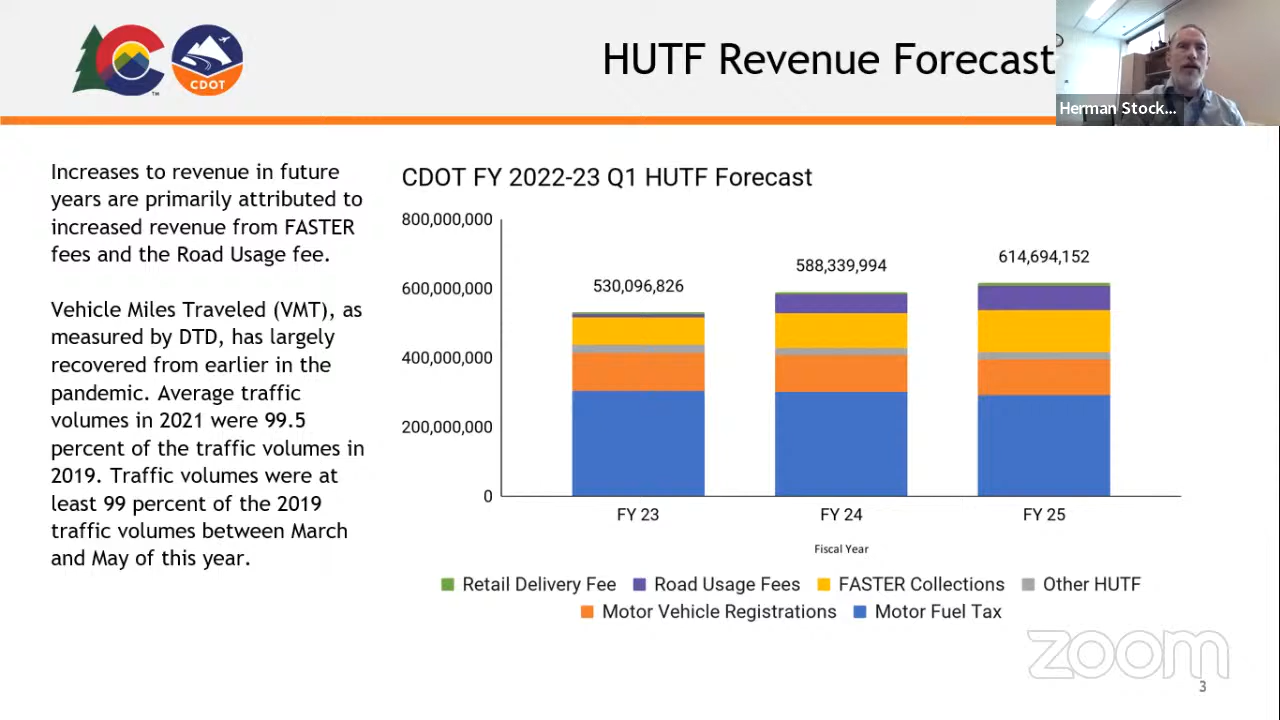 CDOT
HUTF Revenue Forecast
Herman Stock...
Increases to revenue in future
years are primarily attributed to
increased revenue from FASTER
fees and the Road Usage fee.
Vehicle Miles Traveled (VMT), as
measured by DTD, has largely
recovered from earlier in the
pandemic. Average traffic
volumes in 2021 were 99.5
percent of the traffic volumes in
2019. Traffic volumes were at
least 99 percent of the 2019
traffic volumes between March
and May of this year.
CDOT FY 2022-23 Q1 HUTF Forecast
800,000,000
600,000,000
400,000,000
200,000,000
0
530,096,826
588,339,994
614,694,152
FY 23
FY 24
FY 25
Fiscal Year
Retail Delivery Fee
Road Usage Fees
FASTER Collections
Other HUTF
Motor Vehicle Registrations
Motor Fuel Tax
zoom
3